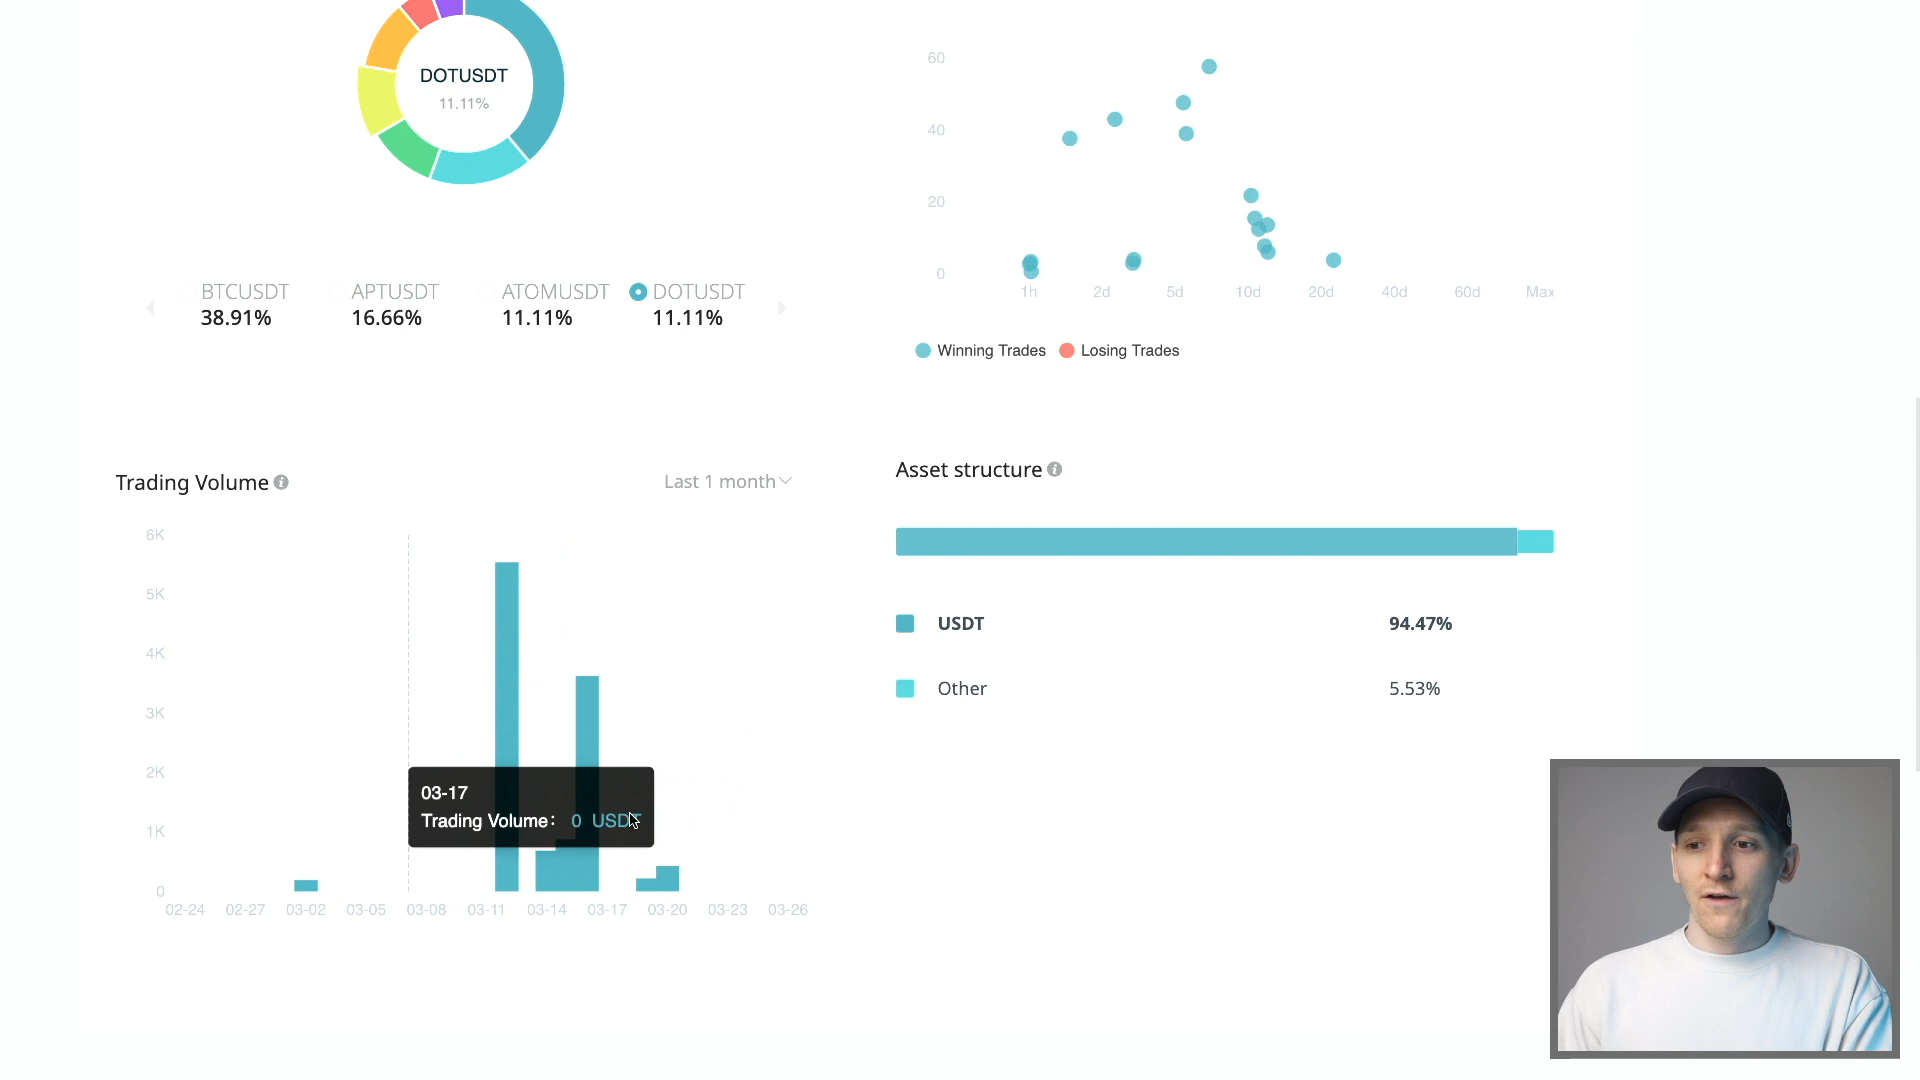 DOTUSDT
11.11%
BTCUSDT
38.91%
APTUSDT
16.66%
ATOMUSDT
11.11%
DOTUSDT
11.11%
60
40
20
0
1h 2d 5d 10d 20d 40d 60d Max
Winning Trades Losing Trades
Trading Volume
Last 1 month
6K
5K
4K
3K
2K
1K
0
02-24 02-27 03-02 03-05 03-08 03-11 03-14 03-17 03-20 03-23 03-26
03-17
Trading Volume: 0 USDT
Asset structure
USDT 94.47%
Other 5.53%